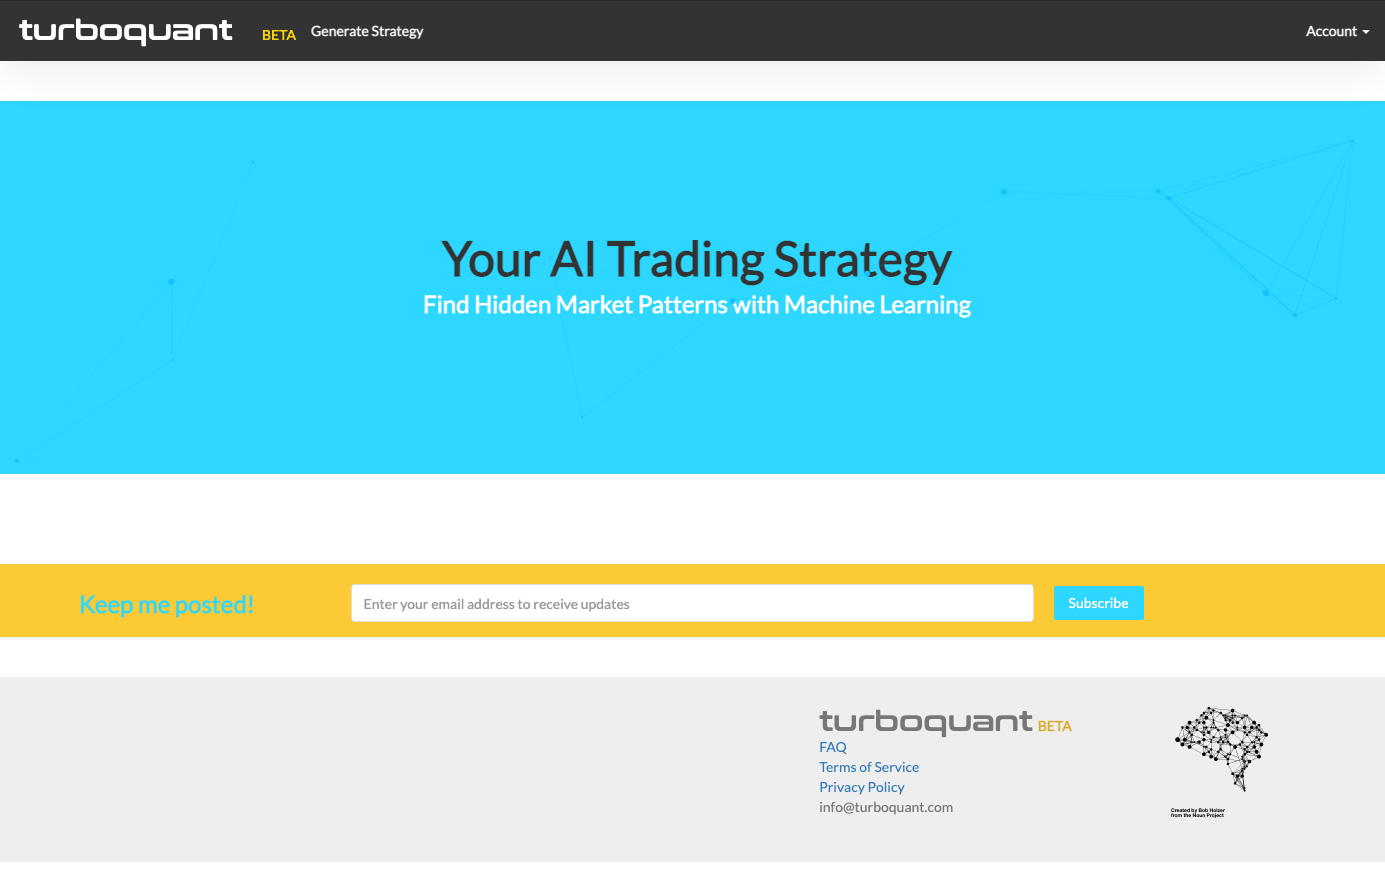 turboquant BETA Generate Strategy Account
Your AI Trading Strategy
Find Hidden Market Patterns with Machine Learning
Keep me posted! Enter your email address to receive updates Subscribe
turboquant BETA
FAQ
Terms of Service
Privacy Policy
info@turboquant.com
Created by Bob Holzer
from the Noun Project